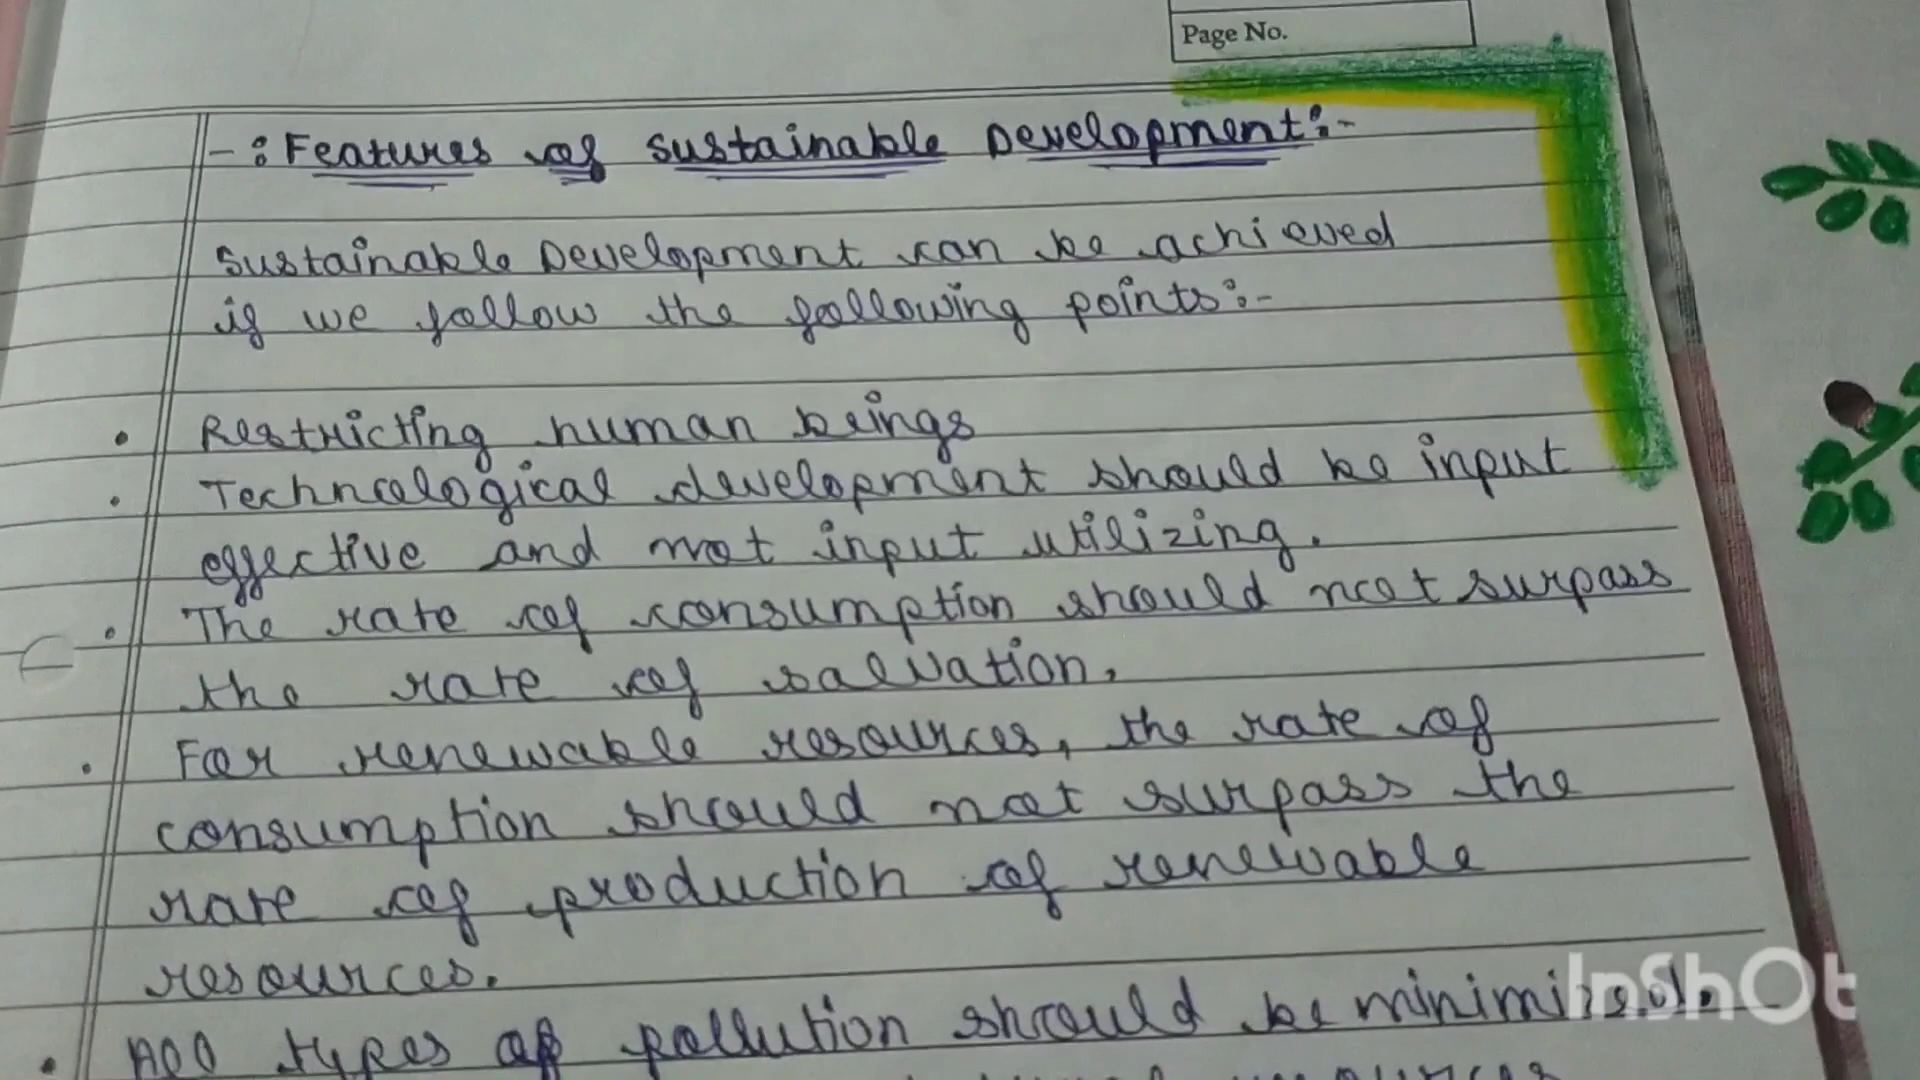 Page No.
-: Features of Sustainable Development:-
Sustainable Development can be achieved
if we follow the following points:-
• Restricting human beings
• Technological development should be input
effective and not input utilizing.
• The rate of consumption should not surpass
the rate of salvation.
• For renewable resources, the rate of
consumption should not surpass the
rate of production of renewable
resources.
• All types of pollution should be minimized.
resources
InShOt